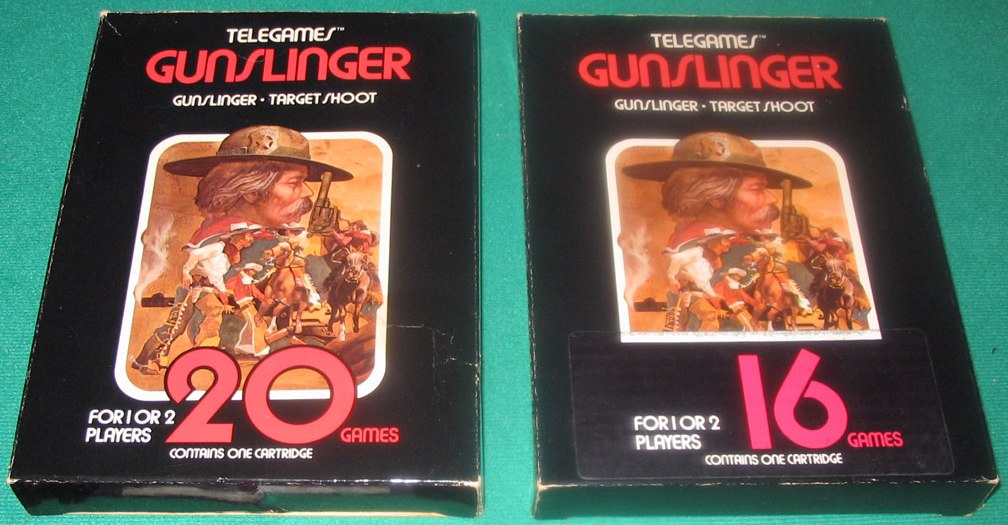 TELEGAMES™
GUNSLINGER
GUNSLINGER • TARGET SHOOT
20
FOR 1 OR 2
PLAYERS
GAMES
CONTAINS ONE CARTRIDGE
TELEGAMES™
GUNSLINGER
GUNSLINGER • TARGET SHOOT
16
FOR 1 OR 2
PLAYERS
GAMES
CONTAINS ONE CARTRIDGE